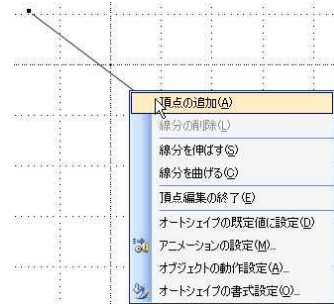 頂点の追加(A)
線分の削除(L)
線分を伸ばす(S)
線分を曲げる(C)
頂点編集の終了(E)
オートシェイプの既定値に設定(D)
アニメーションの設定(M)...
オブジェクトの動作設定(A)...
オートシェイプの書式設定(O)...